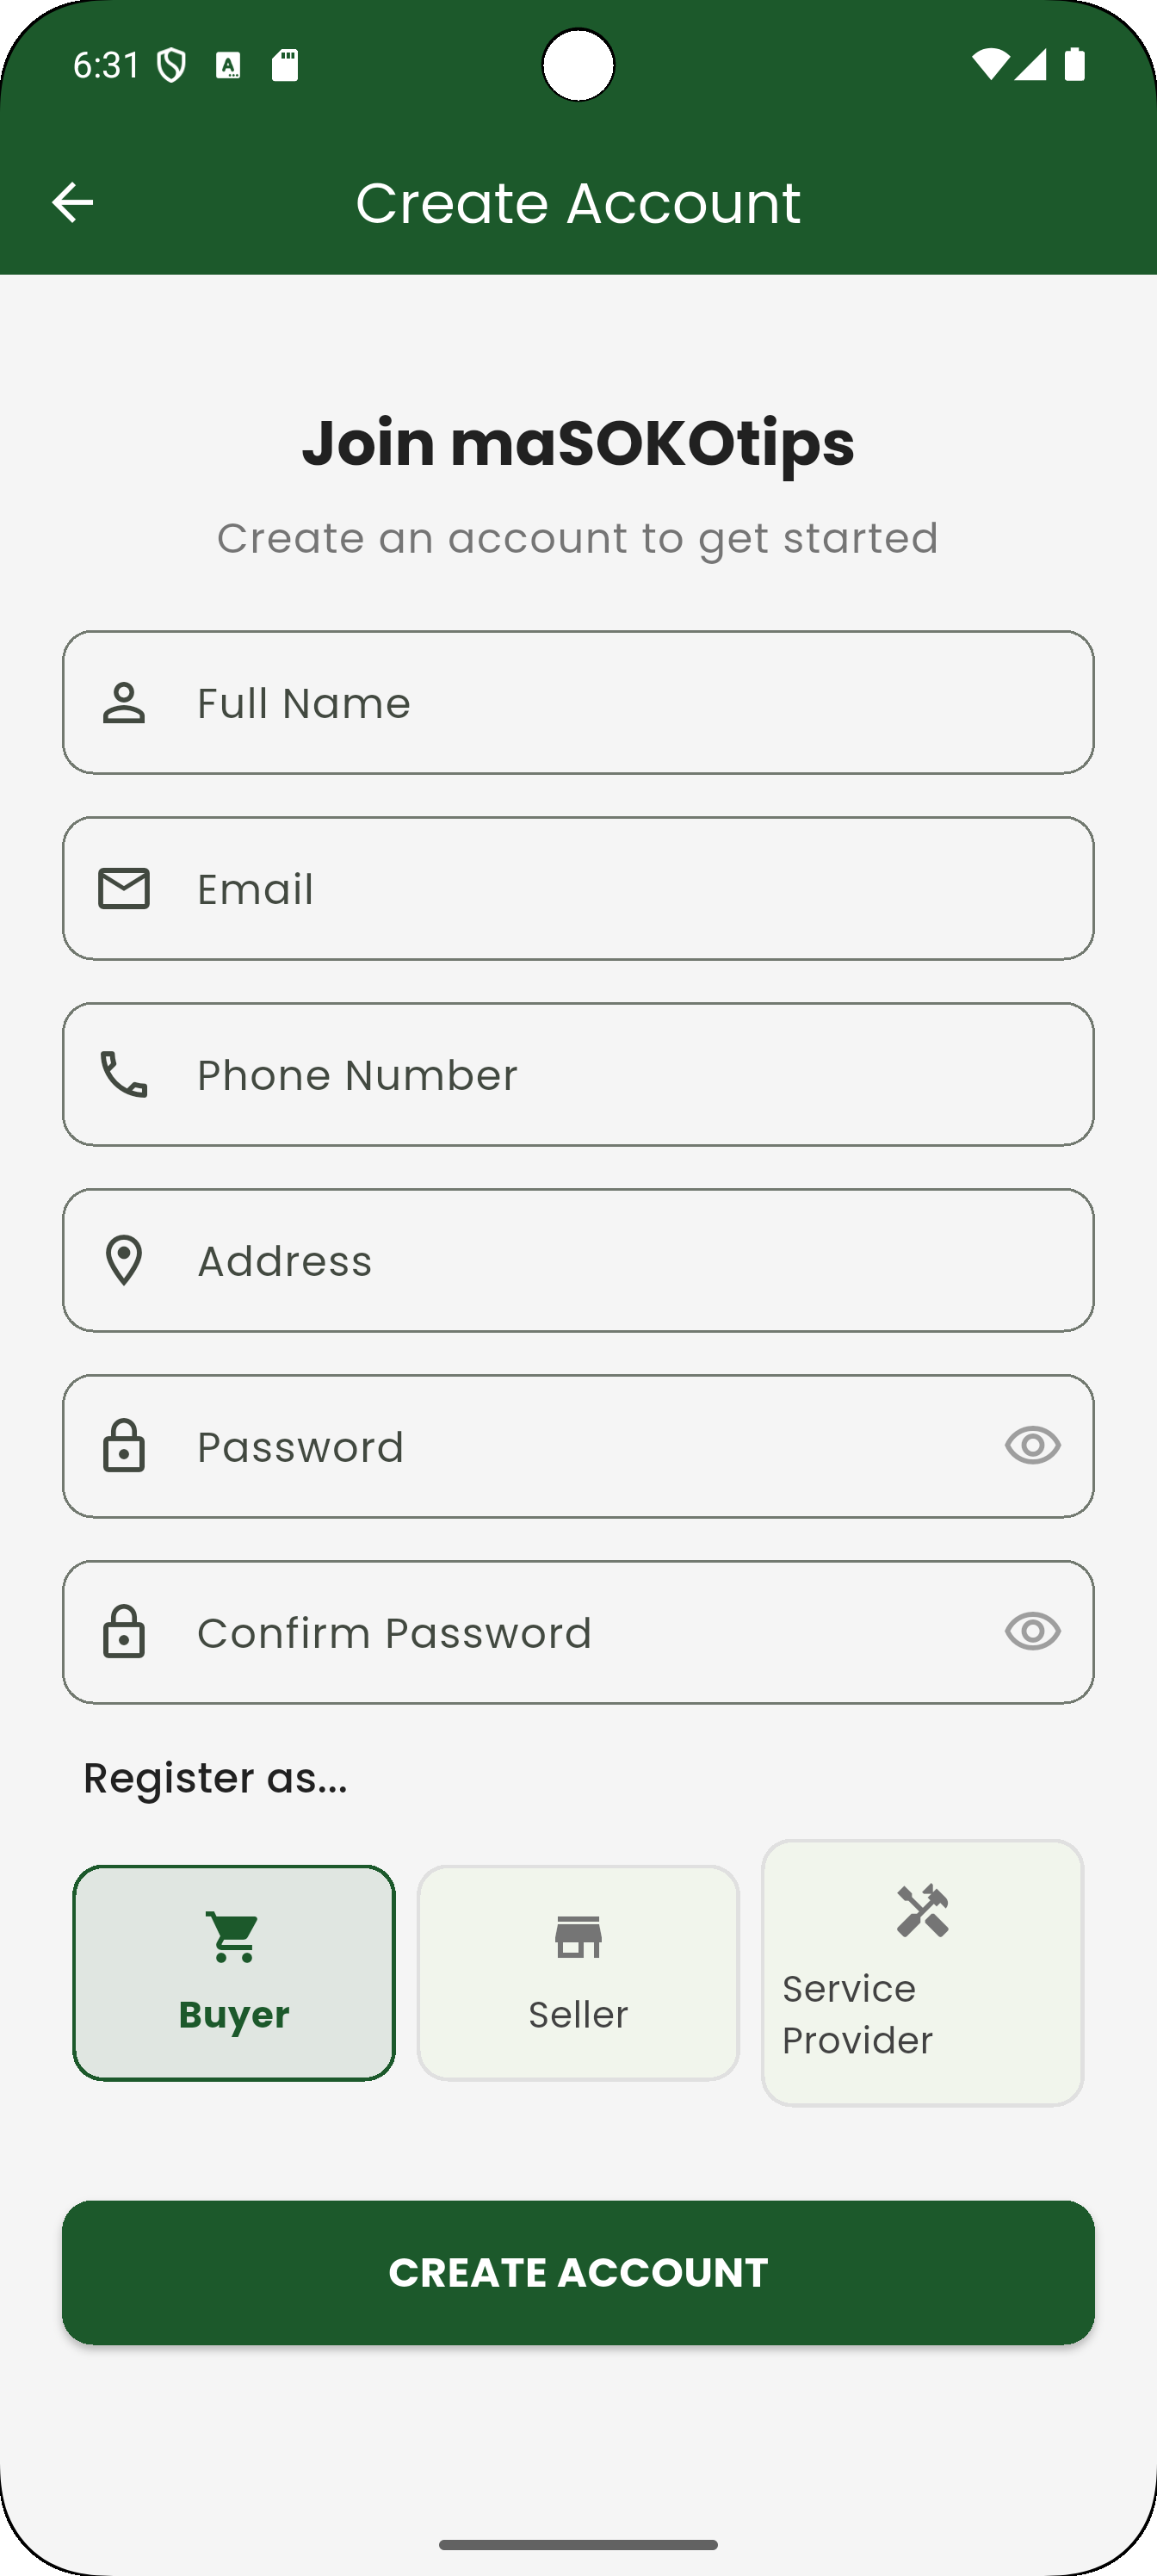 6:31
Create Account
Join maSOKOtips
Create an account to get started
Full Name
Email
Phone Number
Address
Password
Confirm Password
Register as...
Buyer
Seller
Service
Provider
CREATE ACCOUNT